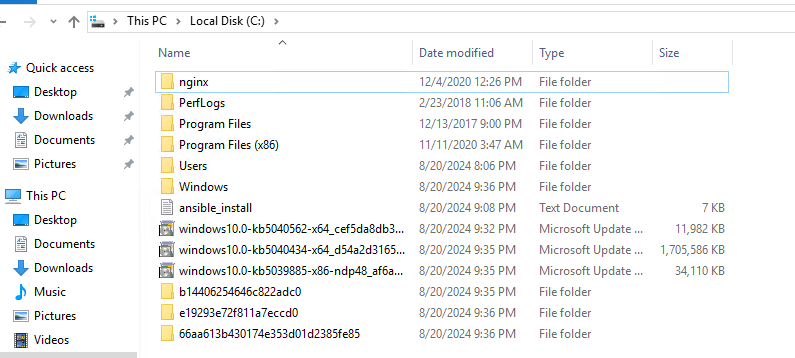 This PC > Local Disk (C:) >
Name Date modified Type Size
Quick access
Desktop
Downloads
Documents
Pictures
This PC
Desktop
Documents
Downloads
Music
Pictures
Videos
nginx 12/4/2020 12:26 PM File folder
PerfLogs 2/23/2018 11:06 AM File folder
Program Files 12/13/2017 9:00 PM File folder
Program Files (x86) 11/11/2020 3:47 AM File folder
Users 8/20/2024 8:06 PM File folder
Windows 8/20/2024 9:36 PM File folder
ansible_install 8/20/2024 9:08 PM Text Document 7 KB
windows10.0-kb5040562-x64_cef5da8db3... 8/20/2024 9:32 PM Microsoft Update ... 11,982 KB
windows10.0-kb5040434-x64_d54a2d3165... 8/20/2024 9:35 PM Microsoft Update ... 1,705,586 KB
windows10.0-kb5039885-x86-ndp48_af6a... 8/20/2024 9:35 PM Microsoft Update ... 34,110 KB
b14406254646c822adc0 8/20/2024 9:35 PM File folder
e19293e72f811a7eccd0 8/20/2024 9:36 PM File folder
66aa613b430174e353d01d2385fe85 8/20/2024 9:36 PM File folder